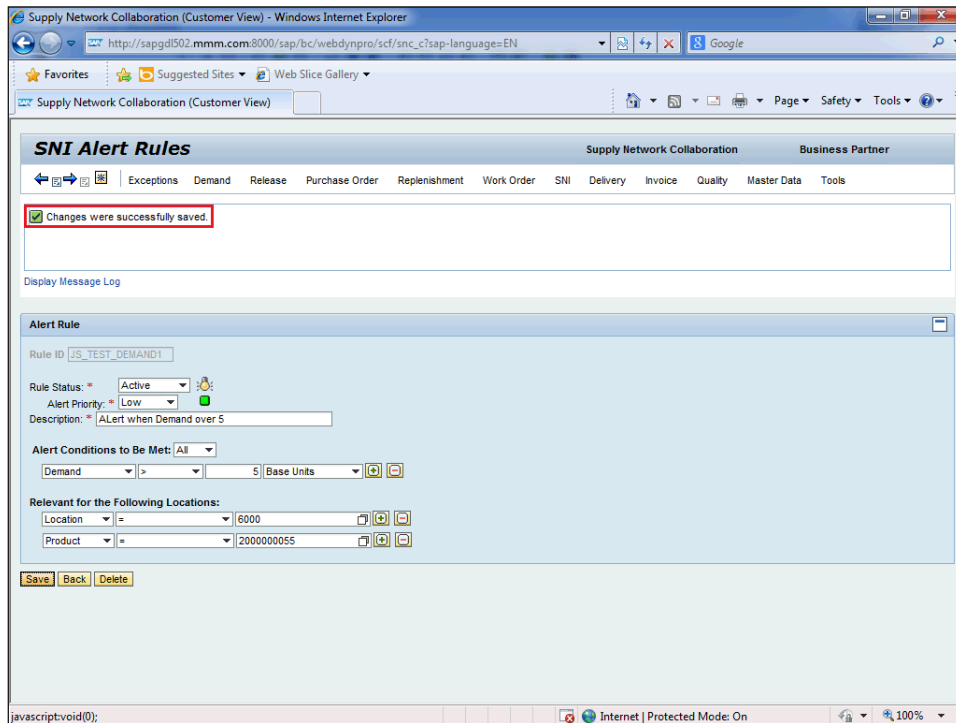 Supply Network Collaboration (Customer View) - Windows Internet Explorer
http://sapgdl502.mmm.com:8000/sap/bc/webdynpro/scf/snc_c?sap-language=EN
Google
Favorites Suggested Sites Web Slice Gallery
Supply Network Collaboration (Customer View) Page Safety Tools
SNI Alert Rules Supply Network Collaboration Business Partner
Exceptions Demand Release Purchase Order Replenishment Work Order SNI Delivery Invoice Quality Master Data Tools
Changes were successfully saved.
Display Message Log
Alert Rule
Rule ID JS_TEST_DEMAND1
Rule Status: * Active
Alert Priority: * Low
Description: * ALert when Demand over 5
Alert Conditions to Be Met: All
Demand > 5 Base Units
Relevant for the Following Locations:
Location = 6000
Product = 2000000055
Save Back Delete
javascript:void(0); Internet | Protected Mode: On 100%